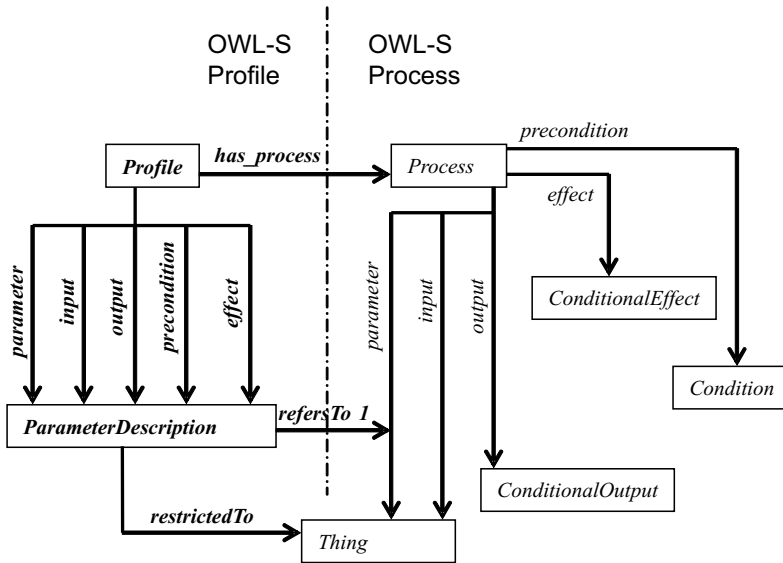 OWL-S
Profile
OWL-S
Process
precondition
Profile
has_process
Process
effect
parameter
input
output
precondition
effect
parameter
input
output
ConditionalEffect
Condition
ParameterDescription
refersTo 1
ConditionalOutput
restrictedTo
Thing